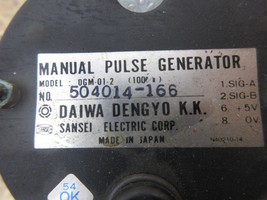 MANUAL PULSE GENERATOR
MODEL : OGM-01-2 (100 )
1.SIG-A
NO. 504014-166
2.SIG-B
DAIWA DENGYO K.K.
6. +5V
SANSEI ELECTRIC CORP.
8. 0V
MADE IN JAPAN
54
OK